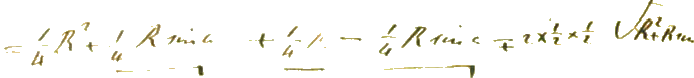 = 1/4 R² + 1/4 R sin a + 1/4 R - 1/4 R sin a ∓ 2 × 1/2 × 1/2 √R² + R sin